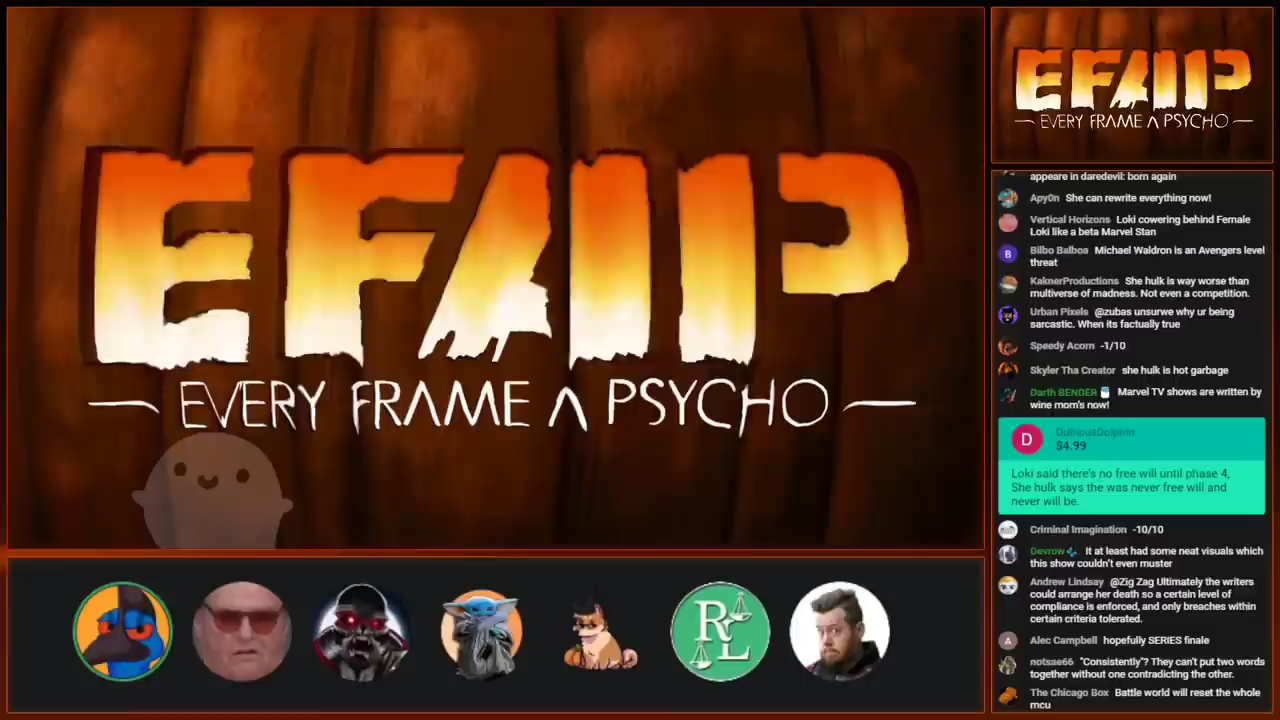 EFAP
EVERY FRAME A PSYCHO
EFAP
EVERY FRAME A PSYCHO
appeare in daredevil: born again
Apy0n She can rewrite everything now!
Vertical Horizons Loki cowering behind Female
Loki like a beta Marvel Stan
B
Bilbo Balboa Michael Waldron is an Avengers level
threat
KaknerProductions She hulk is way worse than
multiverse of madness. Not even a competition.
Urban Pixels @zubas unsurwe why ur being
sarcastic. When its factually true
Speedy Acorn -1/10
Skyler Tha Creator she hulk is hot garbage
Darth BENDER Marvel TV shows are written by
wine mom's now!
D
DubiousDolphin
$4.99
Loki said there's no free will until phase 4,
She hulk says the was never free will and
never will be.
Criminal Imagination -10/10
Devrow It at least had some neat visuals which
this show couldn't even muster
Andrew Lindsay @Zig Zag Ultimately the writers
could arrange her death so a certain level of
compliance is enforced, and only breaches within
certain criteria tolerated.
A
Alec Campbell hopefully SERIES finale
notsae66 "Consistently"? They can't put two words
together without one contradicting the other.
The Chicago Box Battle world will reset the whole
mcu
RL